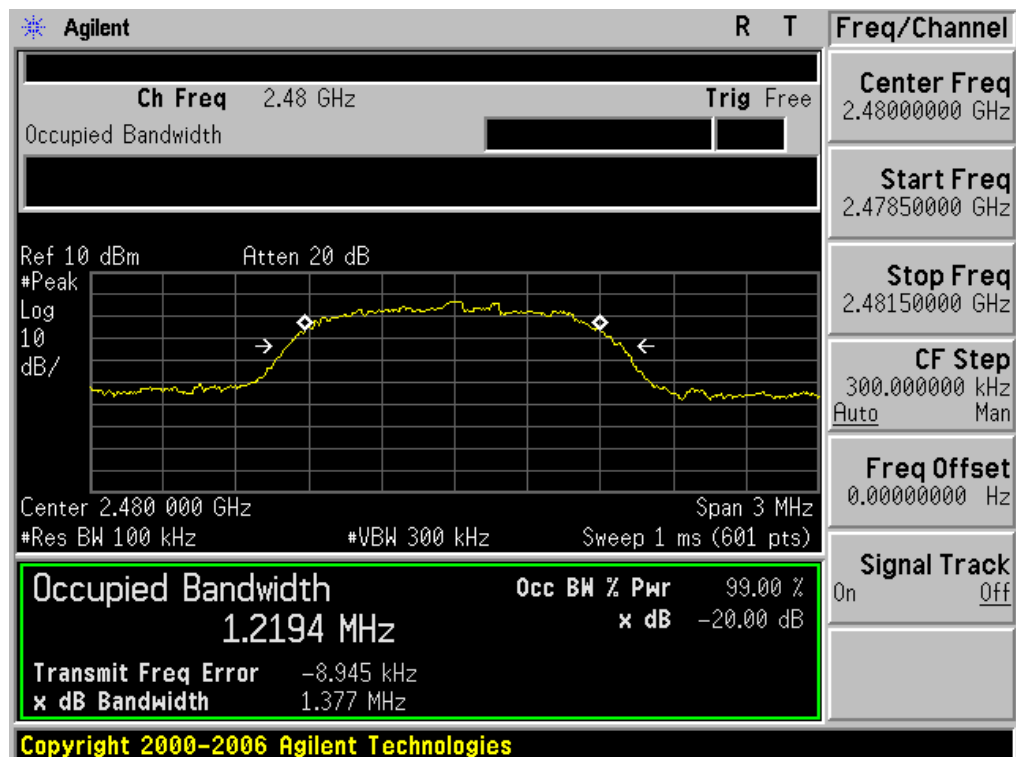 Agilent R T
Freq/Channel
Ch Freq 2.48 GHz Trig Free
Occupied Bandwidth
Center Freq
2.48000000 GHz
Start Freq
2.47850000 GHz
Stop Freq
2.48150000 GHz
CF Step
300.000000 kHz
Auto Man
Freq Offset
0.00000000 Hz
Signal Track
On Off
Ref 10 dBm Atten 20 dB
#Peak
Log
10
dB/
Center 2.480 000 GHz Span 3 MHz
#Res BW 100 kHz #VBW 300 kHz Sweep 1 ms (601 pts)
Occupied Bandwidth Occ BW % Pwr 99.00 %
1.2194 MHz x dB -20.00 dB
Transmit Freq Error -8.945 kHz
x dB Bandwidth 1.377 MHz
Copyright 2000-2006 Agilent Technologies